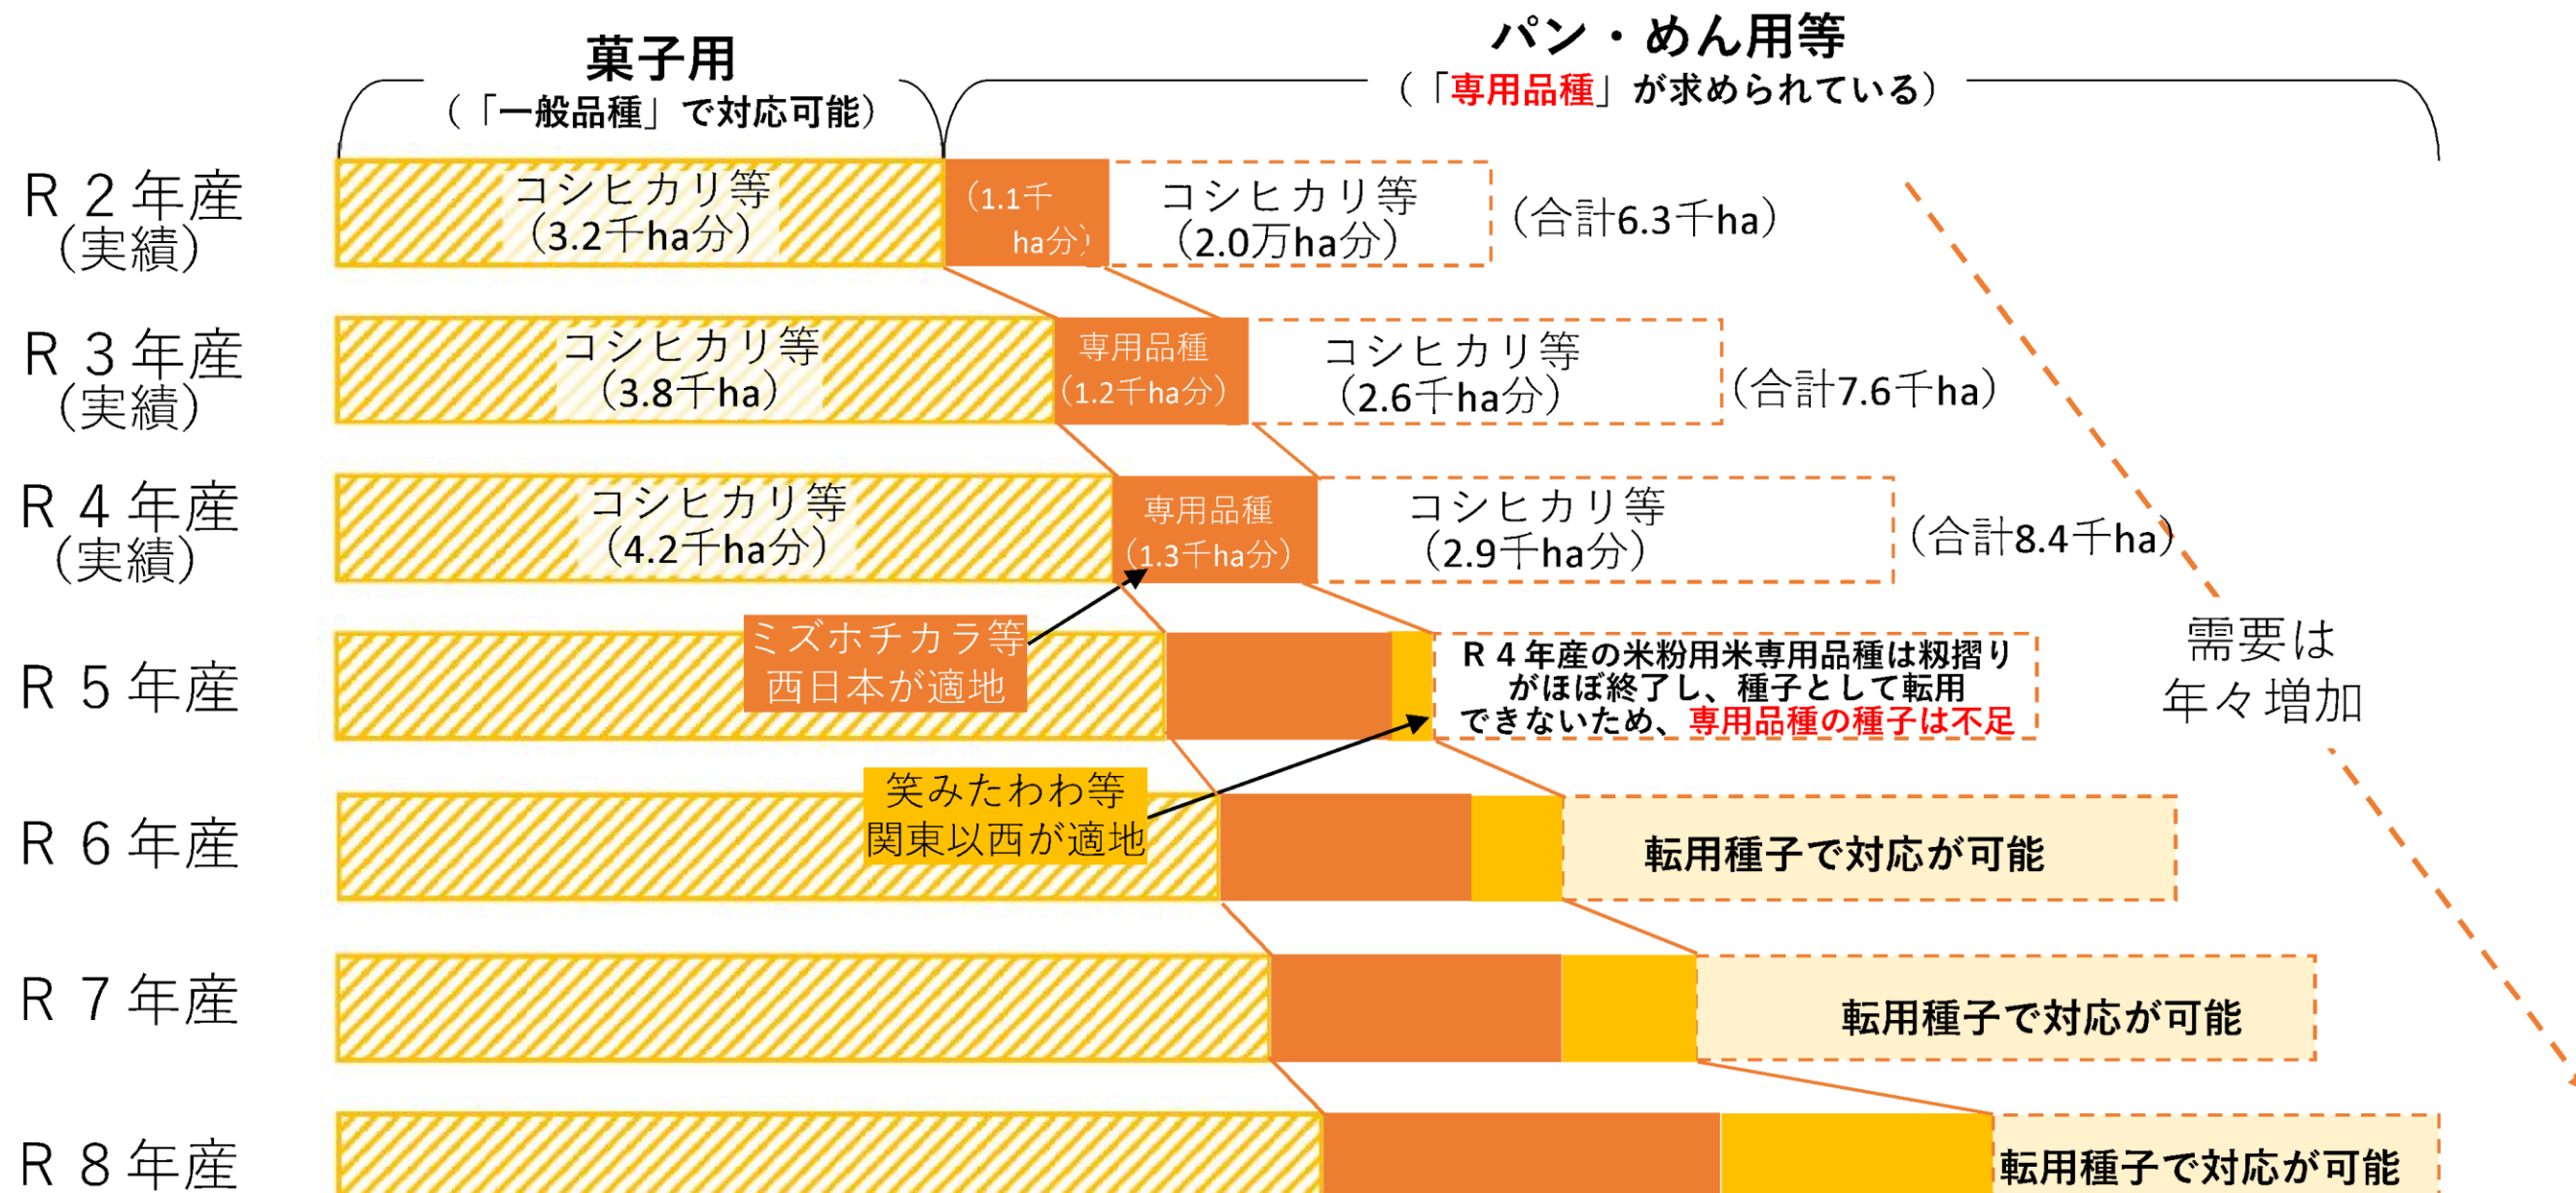 菓子用
(「一般品種」で対応可能)
パン・めん用等
(「専用品種」が求められている)
R２年産
(実績)
コシヒカリ等
(3.2千ha分)
(1.1千
ha分)
コシヒカリ等
(2.0万ha分)
(合計6.3千ha)
R３年産
(実績)
コシヒカリ等
(3.8千ha)
専用品種
(1.2千ha分)
コシヒカリ等
(2.6千ha分)
(合計7.6千ha)
R４年産
(実績)
コシヒカリ等
(4.2千ha分)
専用品種
(1.3千ha分)
コシヒカリ等
(2.9千ha分)
(合計8.4千ha)
ミズホチカラ等
西日本が適地
R５年産
R４年産の米粉用米専用品種は籾摺り
がほぼ終了し、種子として転用
できないため、専用品種の種子は不足
需要は
年々増加
笑みたわわ等
関東以西が適地
R６年産
転用種子で対応が可能
R７年産
転用種子で対応が可能
R８年産
転用種子で対応が可能